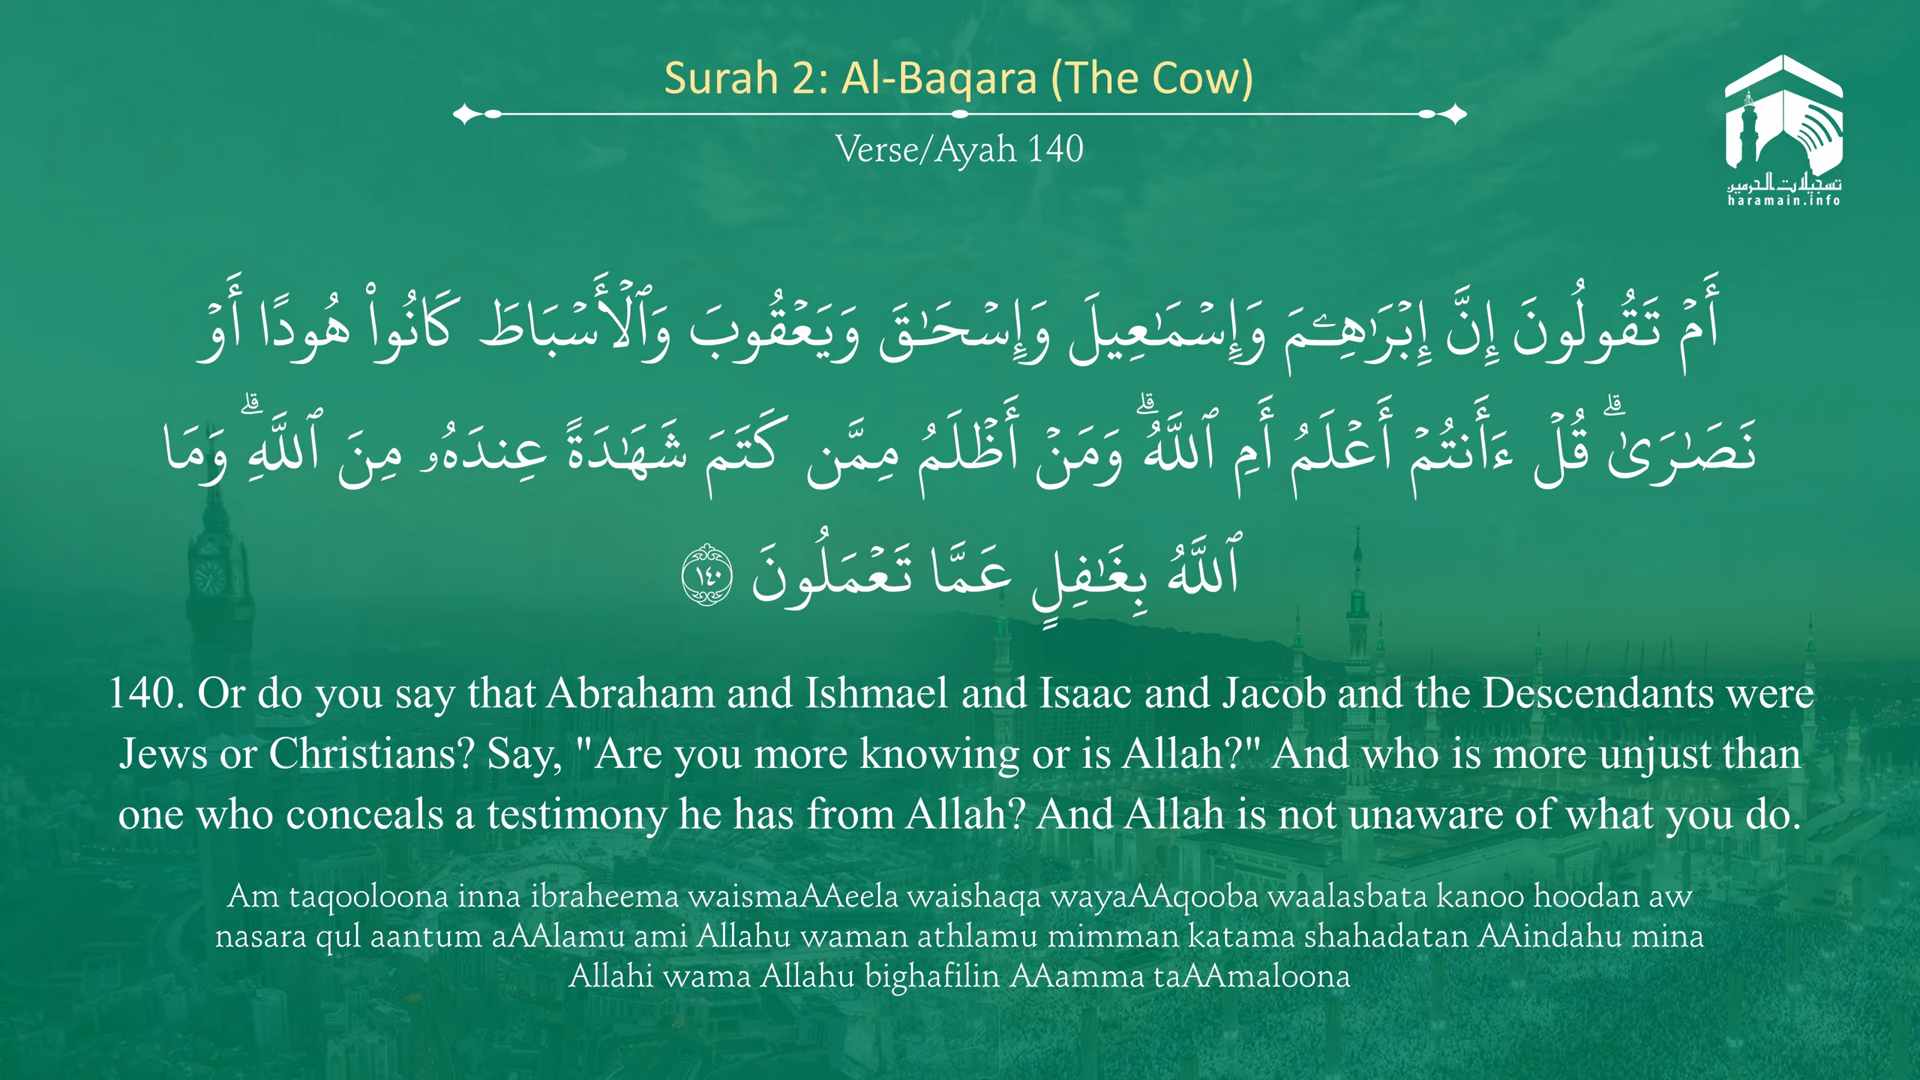 Surah 2: Al-Baqara (The Cow)
Verse/Ayah 140
تسجيلات الحرمين
haramain.info
أَمۡ تَقُولُونَ إِنَّ إِبۡرَٰهِـۧمَ وَإِسۡمَٰعِيلَ وَإِسۡحَٰقَ وَيَعۡقُوبَ وَٱلۡأَسۡبَاطَ كَانُواْ هُودًا أَوۡ
نَصَٰرَىٰۗ قُلۡ ءَأَنتُمۡ أَعۡلَمُ أَمِ ٱللَّهُۗ وَمَنۡ أَظۡلَمُ مِمَّن كَتَمَ شَهَٰدَةً عِندَهُۥ مِنَ ٱللَّهِۗ وَمَا
ٱللَّهُ بِغَٰفِلٍ عَمَّا تَعۡمَلُونَ ١٤٠
140. Or do you say that Abraham and Ishmael and Isaac and Jacob and the Descendants were
Jews or Christians? Say, "Are you more knowing or is Allah?" And who is more unjust than
one who conceals a testimony he has from Allah? And Allah is not unaware of what you do.
Am taqooloona inna ibraheema waismaAAeela waishaqa wayaAAqooba waalasbata kanoo hoodan aw
nasara qul aantum aAAlamu ami Allahu waman athlamu mimman katama shahadatan AAindahu mina
Allahi wama Allahu bighafilin AAamma taAAmaloona